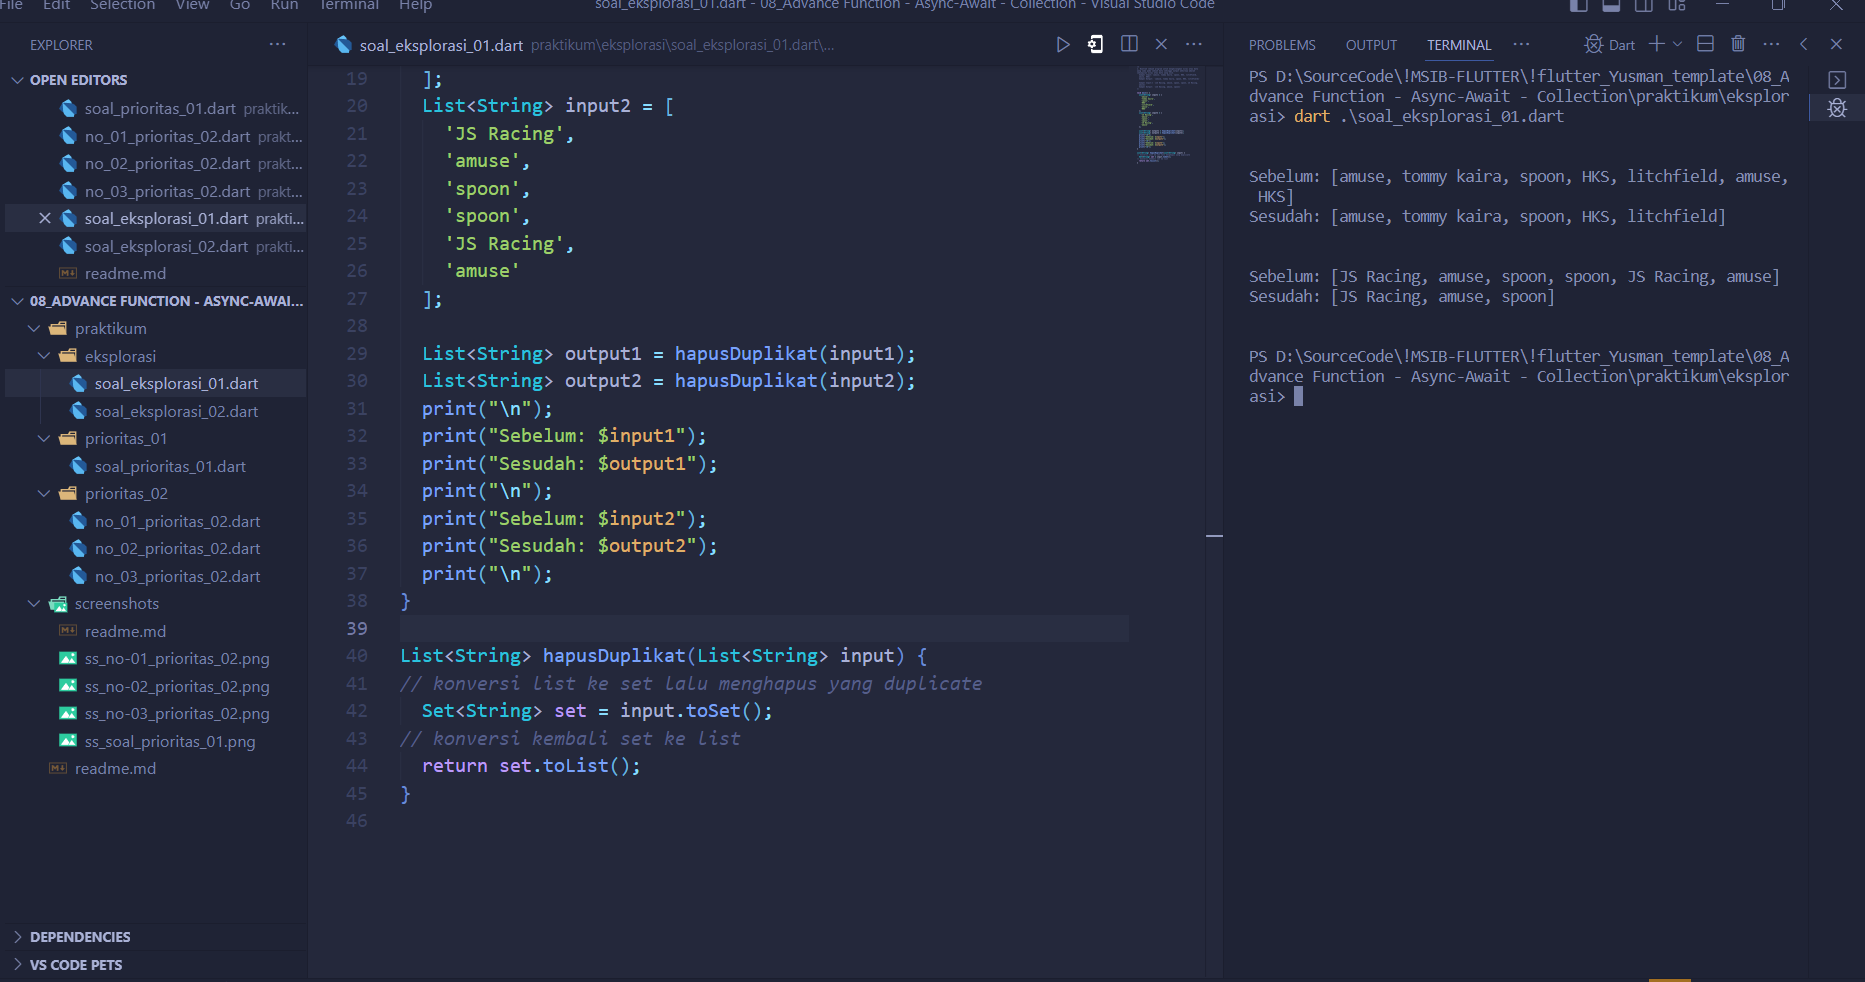 File Edit Selection View Go Run Terminal Help
soal_eksplorasi_01.dart - 08_Advance Function - Async-Await - Collection - Visual Studio Code
EXPLORER
OPEN EDITORS
soal_prioritas_01.dart praktik...
no_01_prioritas_02.dart prakt...
no_02_prioritas_02.dart prakt...
no_03_prioritas_02.dart prakt...
soal_eksplorasi_01.dart prakti...
soal_eksplorasi_02.dart prakti...
readme.md
08_ADVANCE FUNCTION - ASYNC-AWAI...
praktikum
eksplorasi
soal_eksplorasi_01.dart
soal_eksplorasi_02.dart
prioritas_01
soal_prioritas_01.dart
prioritas_02
no_01_prioritas_02.dart
no_02_prioritas_02.dart
no_03_prioritas_02.dart
screenshots
readme.md
ss_no-01_prioritas_02.png
ss_no-02_prioritas_02.png
ss_no-03_prioritas_02.png
ss_soal_prioritas_01.png
readme.md
DEPENDENCIES
VS CODE PETS
soal_eksplorasi_01.dart praktikum\eksplorasi\soal_eksplorasi_01.dart\...
19 ];
20 List<String> input2 = [
21 'JS Racing',
22 'amuse',
23 'spoon',
24 'spoon',
25 'JS Racing',
26 'amuse'
27 ];
28
29 List<String> output1 = hapusDuplikat(input1);
30 List<String> output2 = hapusDuplikat(input2);
31 print("\n");
32 print("Sebelum: $input1");
33 print("Sesudah: $output1");
34 print("\n");
35 print("Sebelum: $input2");
36 print("Sesudah: $output2");
37 print("\n");
38 }
39
40 List<String> hapusDuplikat(List<String> input) {
41 // konversi list ke set lalu menghapus yang duplicate
42 Set<String> set = input.toSet();
43 // konversi kembali set ke list
44 return set.toList();
45 }
46
PROBLEMS OUTPUT TERMINAL ... Dart
PS D:\SourceCode\!MSIB-FLUTTER\!flutter_Yusman_template\08_A
dvance Function - Async-Await - Collection\praktikum\eksplor
asi> dart .\soal_eksplorasi_01.dart
Sebelum: [amuse, tommy kaira, spoon, HKS, litchfield, amuse,
HKS]
Sesudah: [amuse, tommy kaira, spoon, HKS, litchfield]
Sebelum: [JS Racing, amuse, spoon, spoon, JS Racing, amuse]
Sesudah: [JS Racing, amuse, spoon]
PS D:\SourceCode\!MSIB-FLUTTER\!flutter_Yusman_template\08_A
dvance Function - Async-Await - Collection\praktikum\eksplor
asi>